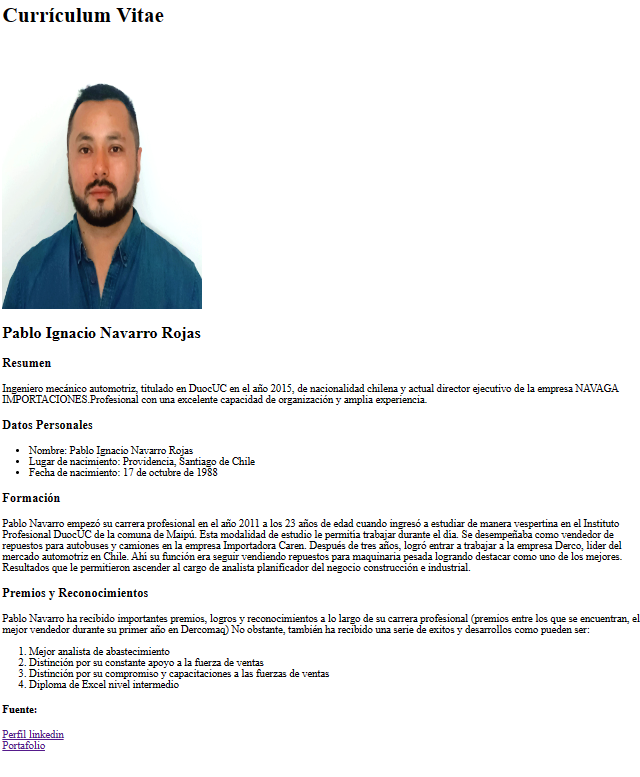 Currículum Vitae
Pablo Ignacio Navarro Rojas
Resumen
Ingeniero mecánico automotriz, titulado en DuocUC en el año 2015, de nacionalidad chilena y actual director ejecutivo de la empresa NAVAGA
IMPORTACIONES.Profesional con una excelente capacidad de organización y amplia experiencia.
Datos Personales
• Nombre: Pablo Ignacio Navarro Rojas
• Lugar de nacimiento: Providencia, Santiago de Chile
• Fecha de nacimiento: 17 de octubre de 1988
Formación
Pablo Navarro empezó su carrera profesional en el año 2011 a los 23 años de edad cuando ingresó a estudiar de manera vespertina en el Instituto
Profesional DuocUC de la comuna de Maipú. Esta modalidad de estudio le permitia trabajar durante el dia. Se desempeñaba como vendedor de
repuestos para autobuses y camiones en la empresa Importadora Caren. Después de tres años, logró entrar a trabajar a la empresa Derco, lider del
mercado automotriz en Chile. Ahí su función era seguir vendiendo repuestos para maquinaria pesada logrando destacar como uno de los mejores.
Resultados que le permitieron ascender al cargo de analista planificador del negocio construcción e industrial.
Premios y Reconocimientos
Pablo Navarro ha recibido importantes premios, logros y reconocimientos a lo largo de su carrera profesional (premios entre los que se encuentran, el
mejor vendedor durante su primer año en Dercomaq) No obstante, también ha recibido una serie de exitos y desarrollos como pueden ser:
1. Mejor analista de abastecimiento
2. Distinción por su constante apoyo a la fuerza de ventas
3. Distinción por su compromiso y capacitaciones a las fuerzas de ventas
4. Diploma de Excel nivel intermedio
Fuente:
Perfil linkedin
Portafolio